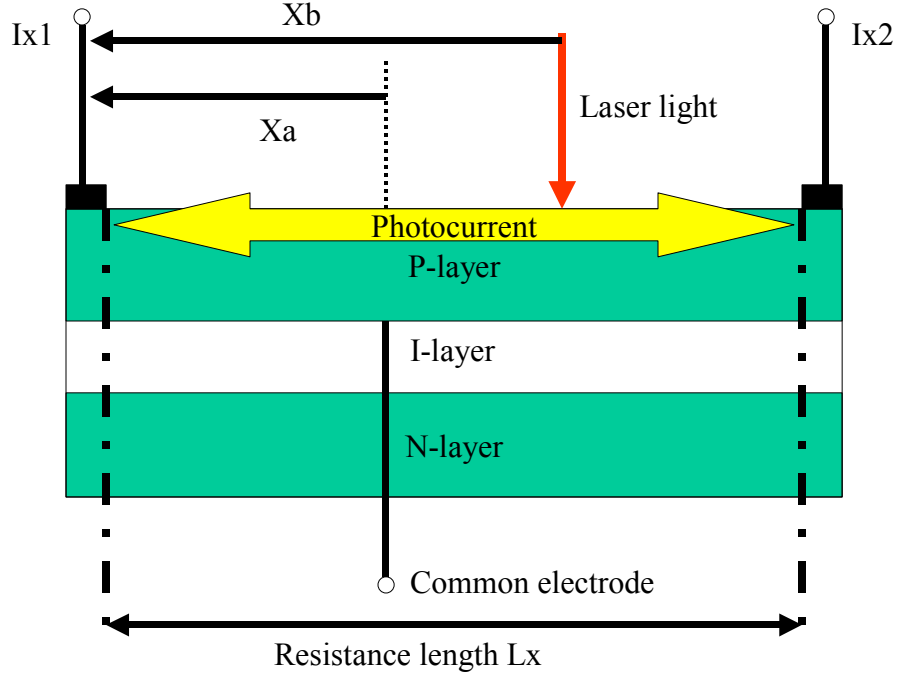 Xb
Ix1
Ix2
Laser light
Xa
Photocurrent
P-layer
I-layer
N-layer
Common electrode
Resistance length Lx